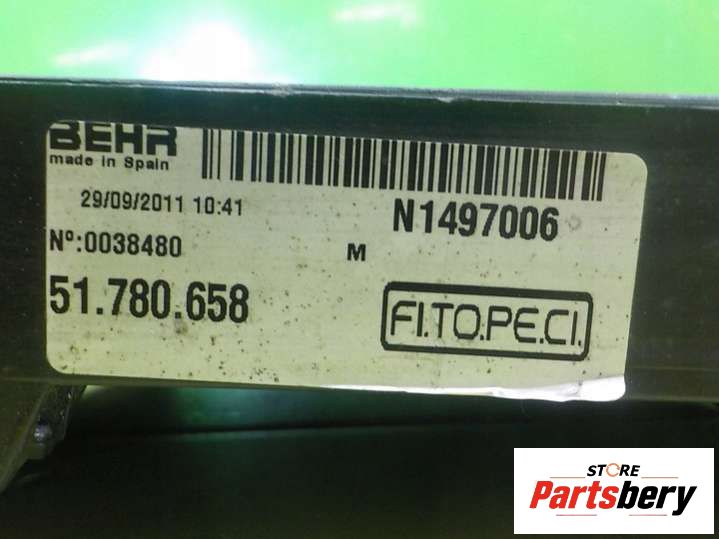 BEHR
made in Spain
29/09/2011 10:41
N1497006
Nº:0038480
M
51.780.658
FI.TO.PE.CI.
STORE
Partsbery